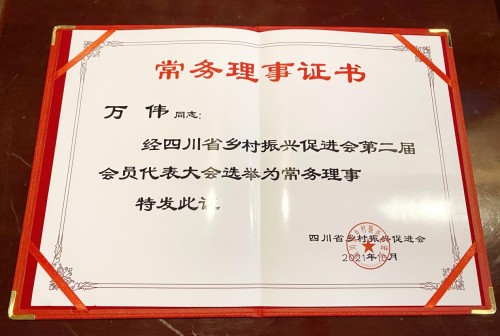 常务理事证书
万 伟 同志：
经四川省乡村振兴促进会第二届
会员代表大会选举为常务理事
特发此证
四川省乡村振兴促进会
2021年10月